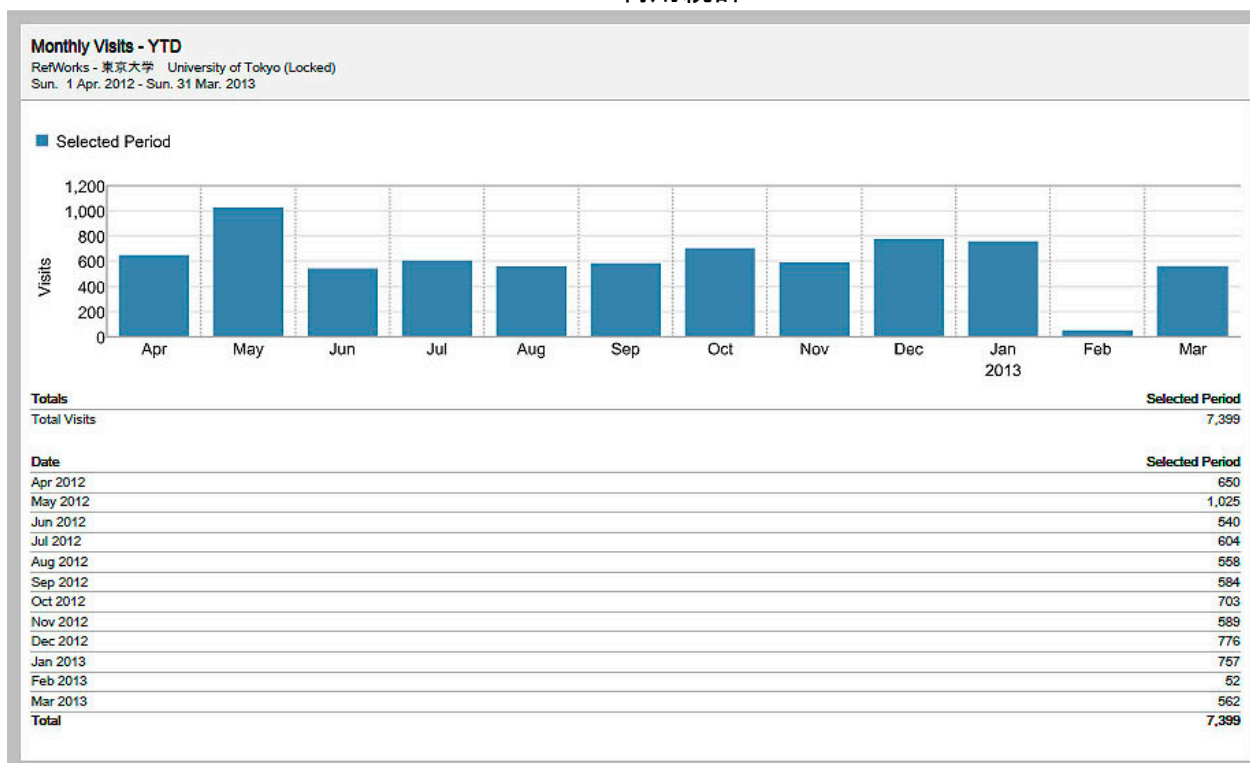 Monthly Visits - YTD
RefWorks - 東京大学 University of Tokyo (Locked)
Sun. 1 Apr. 2012 - Sun. 31 Mar. 2013
Selected Period
1,200
1,000
800
600
400
200
0
Visits
Apr May Jun Jul Aug Sep Oct Nov Dec Jan Feb Mar
2013
Totals Selected Period
Total Visits 7,399
Date Selected Period
Apr 2012 650
May 2012 1,025
Jun 2012 540
Jul 2012 604
Aug 2012 558
Sep 2012 584
Oct 2012 703
Nov 2012 589
Dec 2012 776
Jan 2013 757
Feb 2013 52
Mar 2013 562
Total 7,399